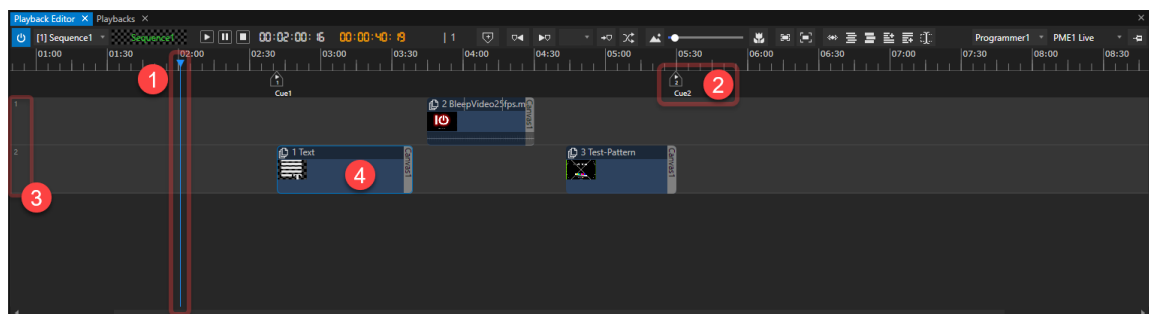 Playback Editor × Playbacks × ×
[1] Sequence1 Sequence1 00:02:00:16 00:00:40:19 | 1 Programmer1 PME1 Live
01:00 01:30 02:00 02:30 03:00 03:30 04:00 04:30 05:00 05:30 06:00 06:30 07:00 07:30 08:00 08:30
1 2
1 Cue1 2 Cue2
1 2 BleepVideo25fps.m Canvas1
2 1 Text Canvas1 3 Test-Pattern Canvas1
4
3